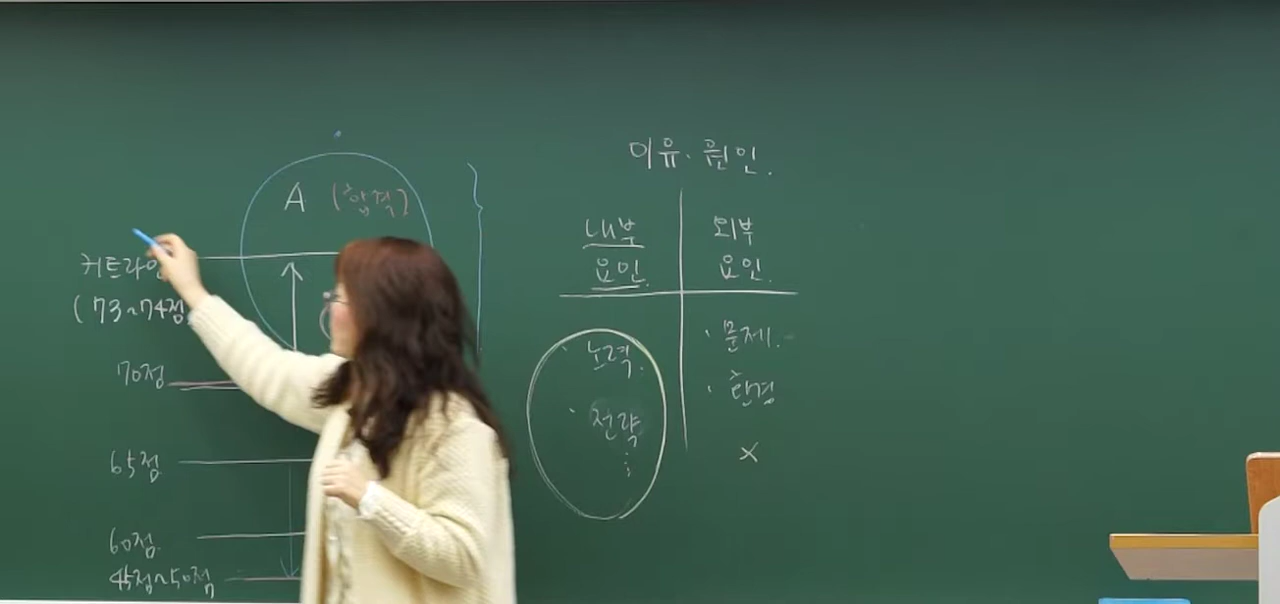 A (합격)
커트라인
(73~74점
70점
65점
60점
45점~50점
이유·원인.
내부
요인.
외부
요인.
· 노력.
· 전략
⋮
· 문제.
· 환경
×